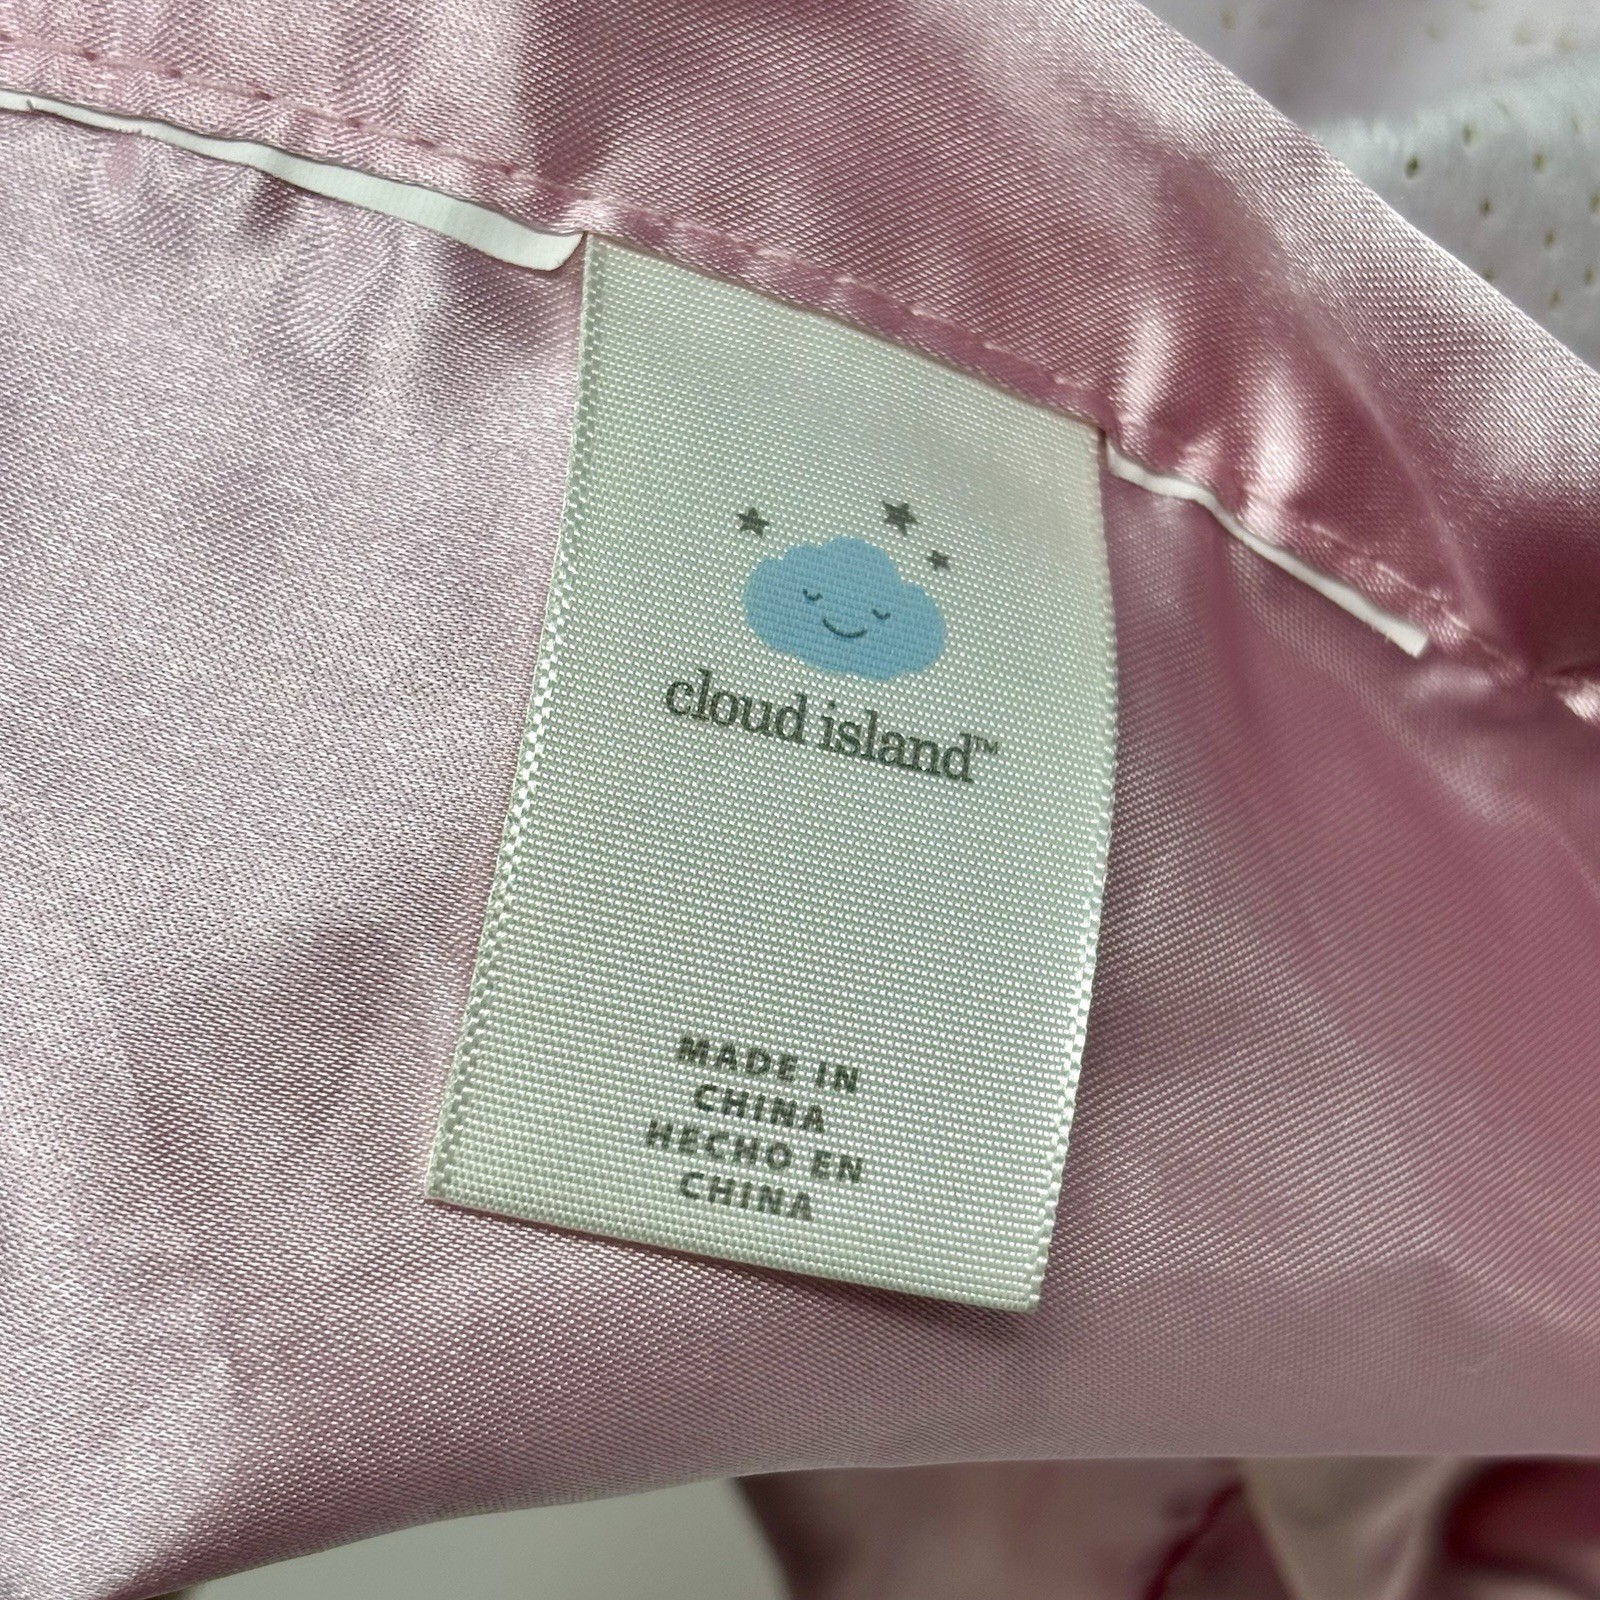 cloud island™
MADE IN
CHINA
HECHO EN
CHINA